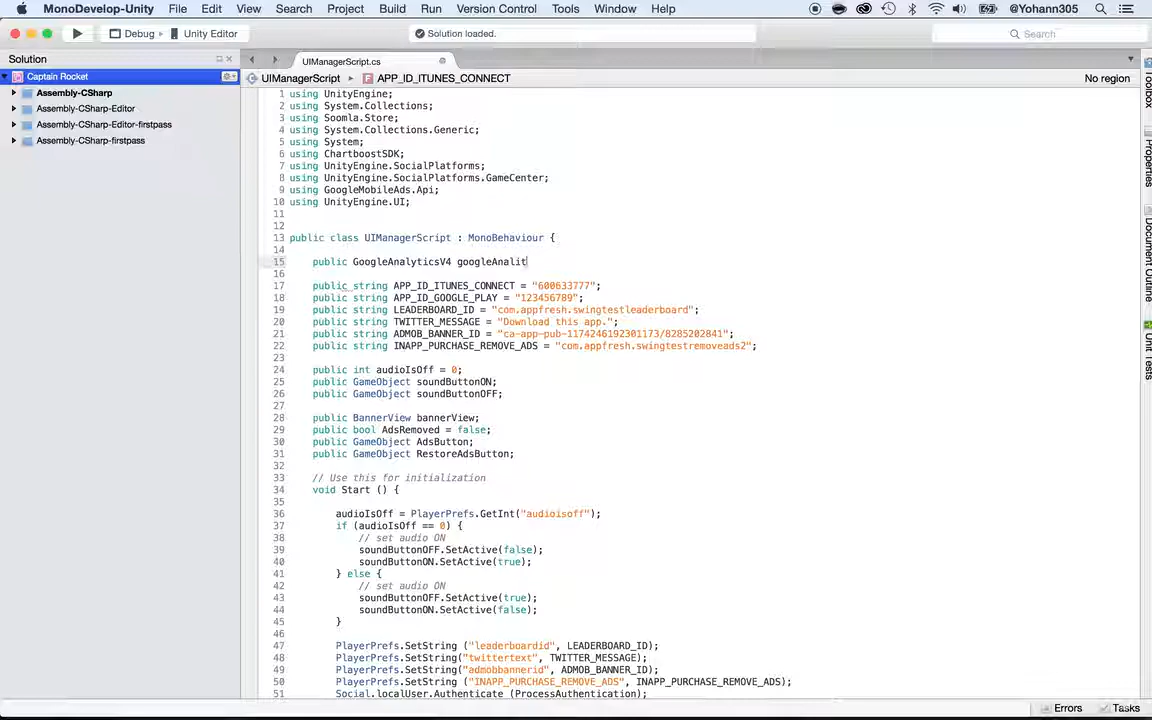 MonoDevelop-Unity File Edit View Search Project Build Run Version Control Tools Window Help @Yohann305
Debug Unity Editor Solution loaded. Search
Solution
UIManagerScript.cs
Captain Rocket
UIManagerScript APP_ID_ITUNES_CONNECT No region
Assembly-CSharp
Assembly-CSharp-Editor
Assembly-CSharp-Editor-firstpass
Assembly-CSharp-firstpass
1 using UnityEngine;
2 using System.Collections;
3 using Soomla.Store;
4 using System.Collections.Generic;
5 using System;
6 using ChartboostSDK;
7 using UnityEngine.SocialPlatforms;
8 using UnityEngine.SocialPlatforms.GameCenter;
9 using GoogleMobileAds.Api;
10 using UnityEngine.UI;
11
12
13 public class UIManagerScript : MonoBehaviour {
14
15 public GoogleAnalyticsV4 googleAnalit
16
17 public string APP_ID_ITUNES_CONNECT = "600633777";
18 public string APP_ID_GOOGLE_PLAY = "123456789";
19 public string LEADERBOARD_ID = "com.appfresh.swingtestleaderboard";
20 public string TWITTER_MESSAGE = "Download this app.";
21 public string ADMOB_BANNER_ID = "ca-app-pub-1174246192301173/8285202841";
22 public string INAPP_PURCHASE_REMOVE_ADS = "com.appfresh.swingtestremoveads2";
23
24 public int audioIsOff = 0;
25 public GameObject soundButtonON;
26 public GameObject soundButtonOFF;
27
28 public BannerView bannerView;
29 public bool AdsRemoved = false;
30 public GameObject AdsButton;
31 public GameObject RestoreAdsButton;
32
33 // Use this for initialization
34 void Start () {
35
36 audioIsOff = PlayerPrefs.GetInt("audioisoff");
37 if (audioIsOff == 0) {
38 // set audio ON
39 soundButtonOFF.SetActive(false);
40 soundButtonON.SetActive(true);
41 } else {
42 // set audio ON
43 soundButtonOFF.SetActive(true);
44 soundButtonON.SetActive(false);
45 }
46
47 PlayerPrefs.SetString ("leaderboardid", LEADERBOARD_ID);
48 PlayerPrefs.SetString("twittertext", TWITTER_MESSAGE);
49 PlayerPrefs.SetString("admobbannerid", ADMOB_BANNER_ID);
50 PlayerPrefs.SetString ("INAPP_PURCHASE_REMOVE_ADS", INAPP_PURCHASE_REMOVE_ADS);
51 Social.localUser.Authenticate (ProcessAuthentication);
Toolbox
Properties
Document Outline
Unit Tests
Errors Tasks